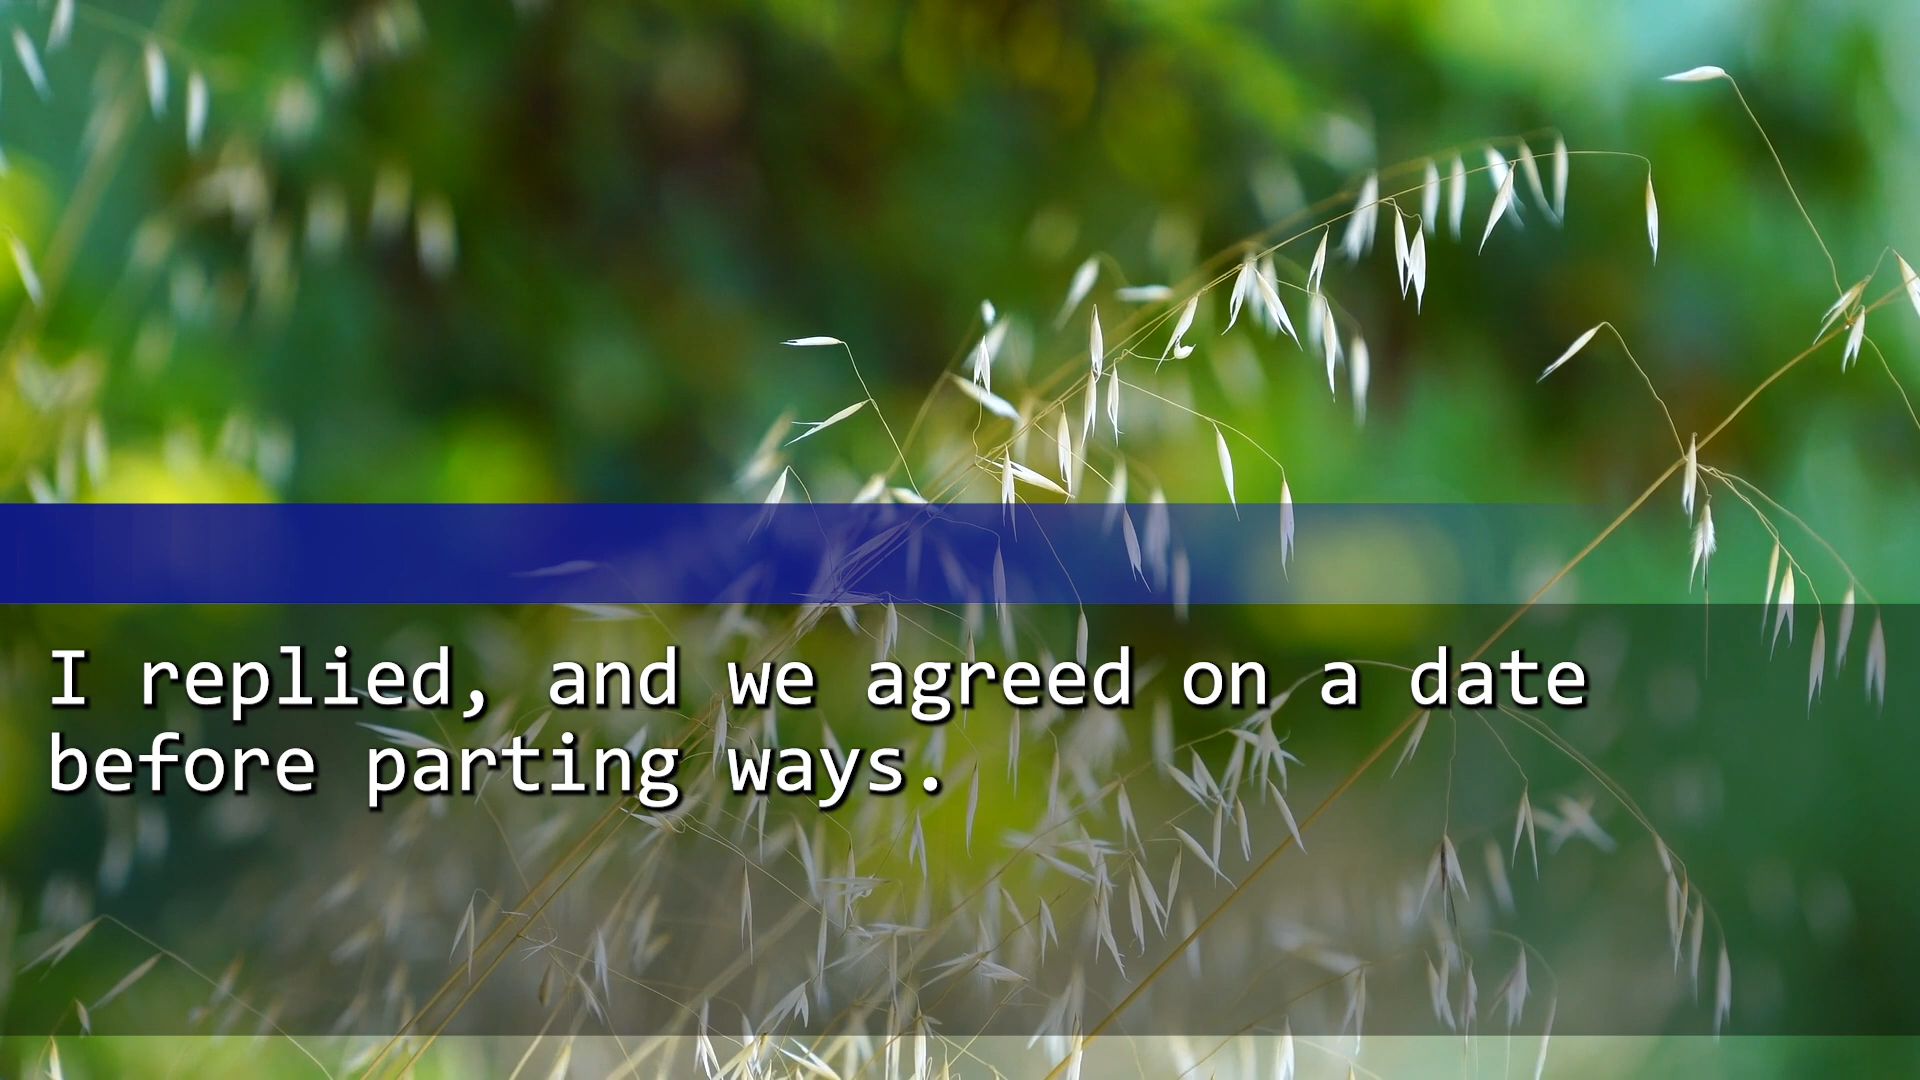 I replied, and we agreed on a date
before parting ways.